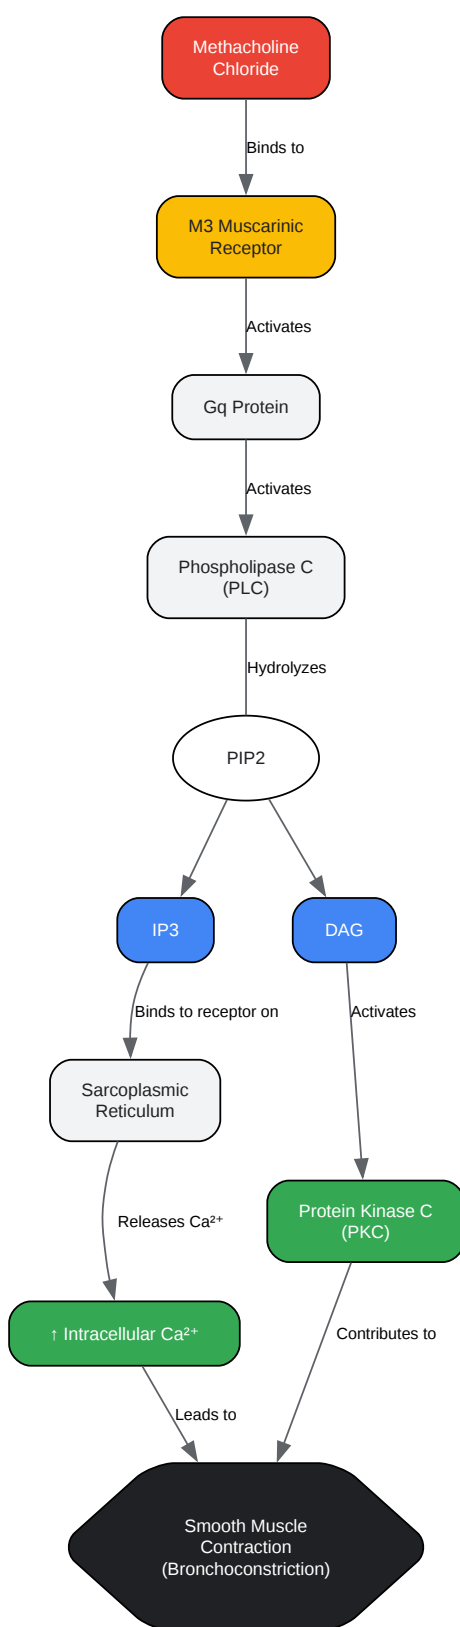 Methacholine
Chloride
Binds to
M3 Muscarinic
Receptor
Activates
Gq Protein
Activates
Phospholipase C
(PLC)
Hydrolyzes
PIP2
IP3
DAG
Binds to receptor on
Activates
Sarcoplasmic
Reticulum
Releases Ca²⁺
Protein Kinase C
(PKC)
↑ Intracellular Ca²⁺
Contributes to
Leads to
Smooth Muscle
Contraction
(Bronchoconstriction)